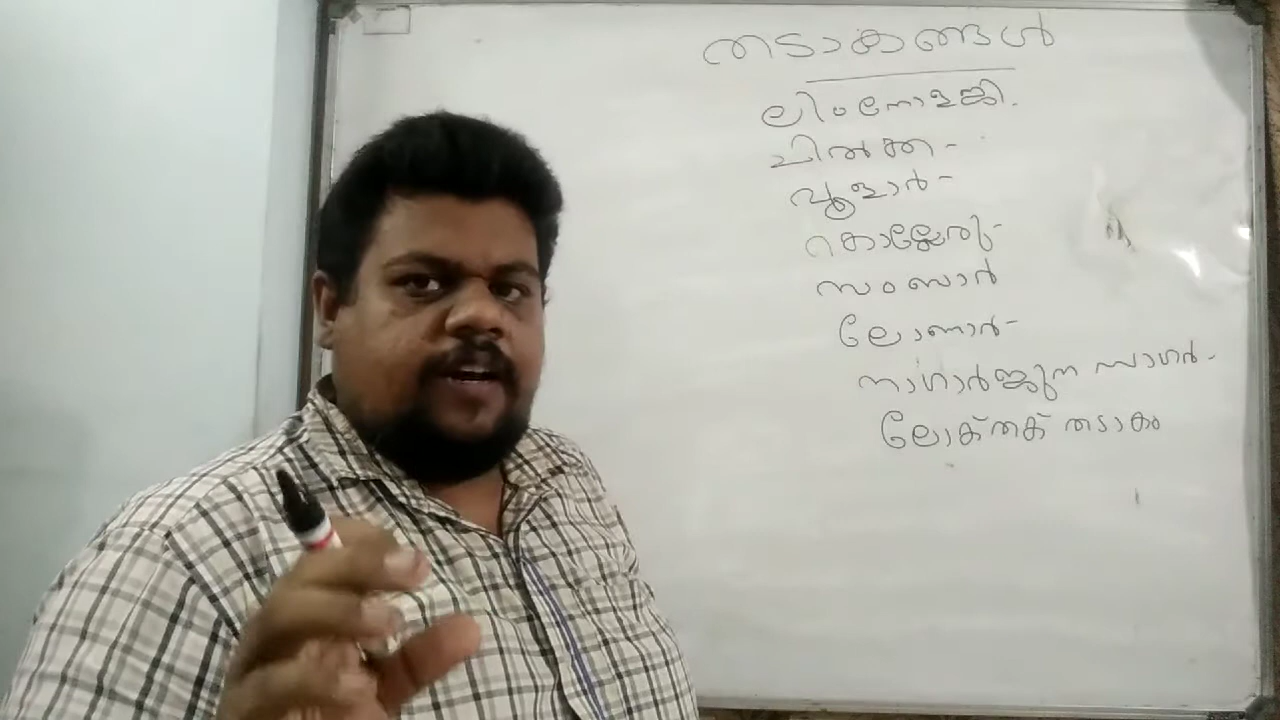 തടാകങ്ങൾ
ലിംനോളജി.
ചിൽക്ക -
വൂളാർ -
കൊല്ലേരു -
സംബാർ
ലോണാർ -
നാഗാർജ്ജുന സാഗർ -
ലോക്തക് തടാകം